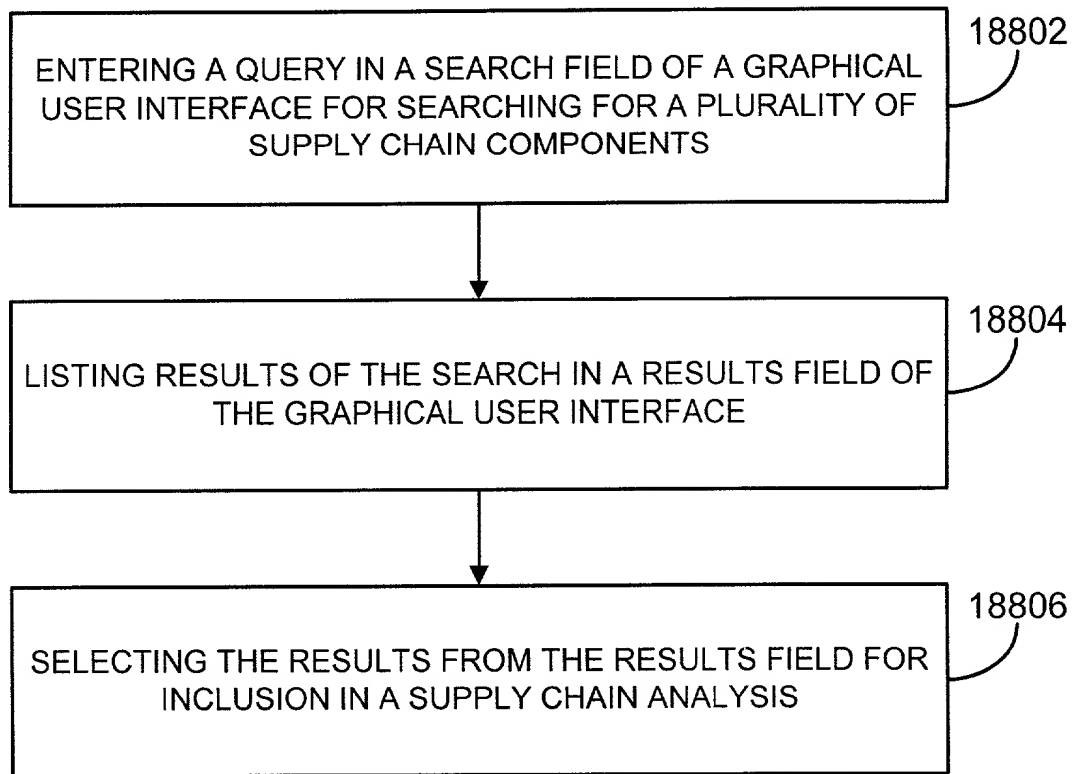 18802
ENTERING A QUERY IN A SEARCH FIELD OF A GRAPHICAL
USER INTERFACE FOR SEARCHING FOR A PLURALITY OF
SUPPLY CHAIN COMPONENTS
18804
LISTING RESULTS OF THE SEARCH IN A RESULTS FIELD OF
THE GRAPHICAL USER INTERFACE
18806
SELECTING THE RESULTS FROM THE RESULTS FIELD FOR
INCLUSION IN A SUPPLY CHAIN ANALYSIS